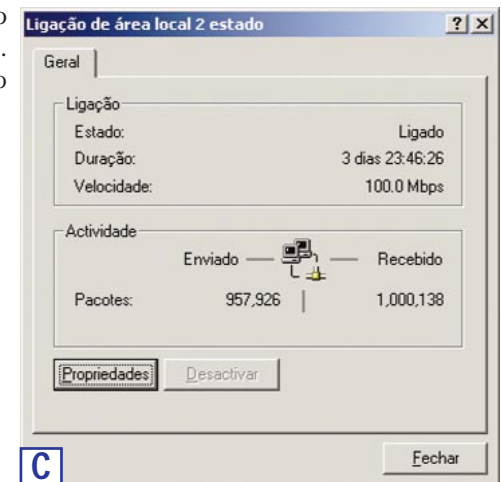 o
.
o
Ligação de área local 2 estado
Geral
Ligação
Estado: Ligado
Duração: 3 dias 23:46:26
Velocidade: 100.0 Mbps
Actividade
Enviado Recebido
Pacotes: 957,926 1,000,138
Propriedades Desactivar
Fechar
C